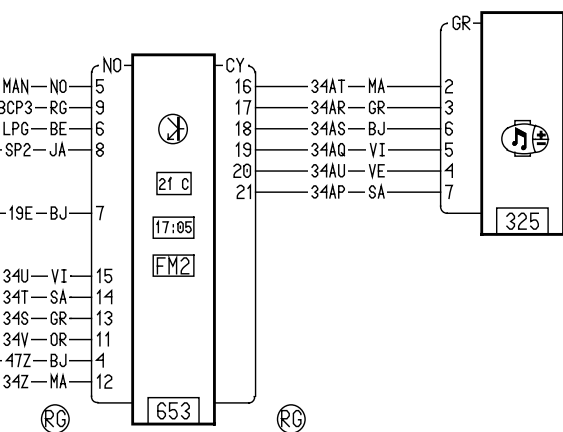 GR
NO CY
MAN NO 5 16 34AT MA 2
BCP3 RG 9 17 34AR GR 3
LPG BE 6 18 34AS BJ 6
SP2 JA 8 19 34AQ VI 5
20 34AU VE 4
21 34AP SA 7
21 C
19E BJ 7
325
17:05
FM2
34U VI 15
34T SA 14
34S GR 13
34V OR 11
47Z BJ 4
34Z MA 12
653
RG RG